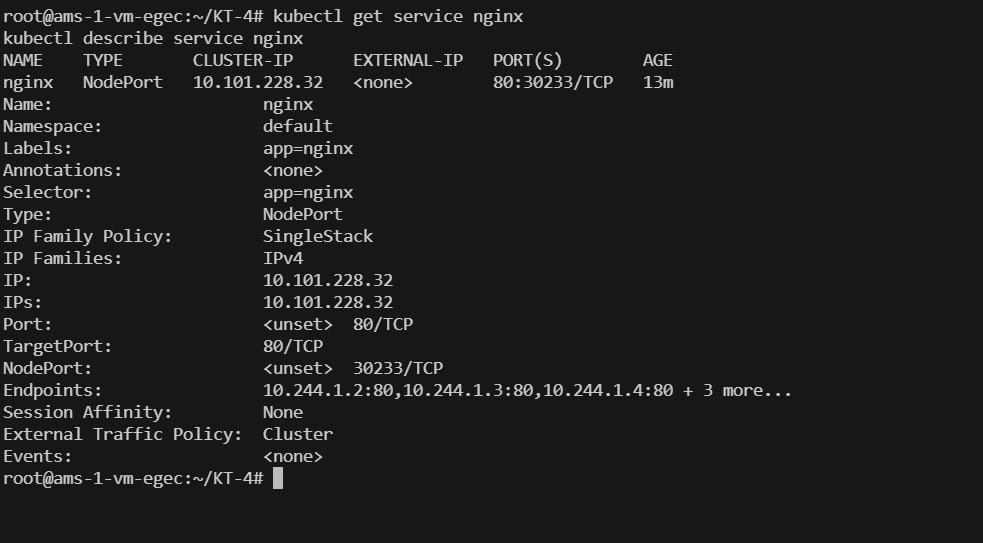 root@ams-1-vm-egec:~/KT-4# kubectl get service nginx
kubectl describe service nginx
NAME    TYPE       CLUSTER-IP      EXTERNAL-IP   PORT(S)        AGE
nginx   NodePort   10.101.228.32   <none>        80:30233/TCP   13m
Name:                     nginx
Namespace:                default
Labels:                   app=nginx
Annotations:              <none>
Selector:                 app=nginx
Type:                     NodePort
IP Family Policy:         SingleStack
IP Families:              IPv4
IP:                       10.101.228.32
IPs:                      10.101.228.32
Port:                     <unset>  80/TCP
TargetPort:               80/TCP
NodePort:                 <unset>  30233/TCP
Endpoints:                10.244.1.2:80,10.244.1.3:80,10.244.1.4:80 + 3 more...
Session Affinity:         None
External Traffic Policy:  Cluster
Events:                   <none>
root@ams-1-vm-egec:~/KT-4#